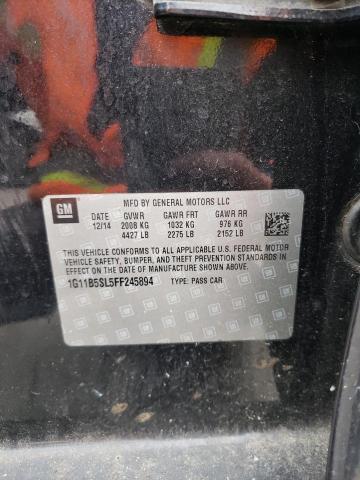 GM
MFD BY GENERAL MOTORS LLC
DATE GVWR GAWR FRT GAWR RR
12/14 2008 KG 1032 KG 976 KG
4427 LB 2275 LB 2152 LB
THIS VEHICLE CONFORMS TO ALL APPLICABLE U.S. FEDERAL MOTOR
VEHICLE SAFETY, BUMPER, AND THEFT PREVENTION STANDARDS IN
EFFECT ON THE DATE OF MANUFACTURE SHOWN ABOVE.
1G11B5SL5FF245894 TYPE: PASS CAR